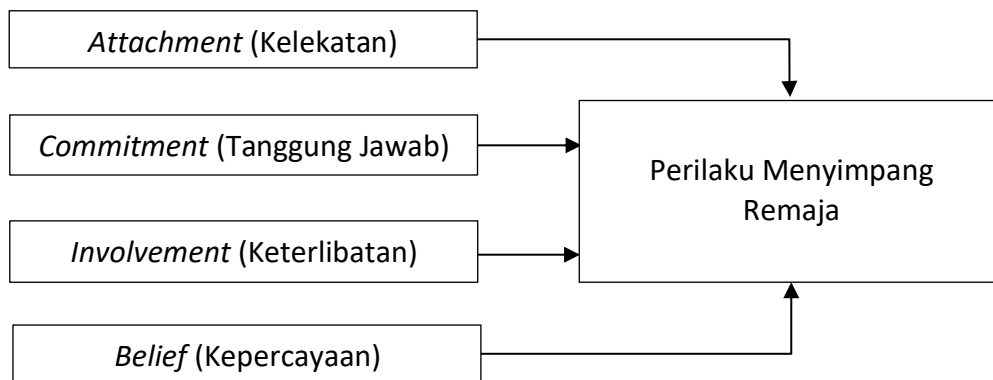 Attachment (Kelekatan)
Commitment (Tanggung Jawab)
Involvement (Keterlibatan)
Belief (Kepercayaan)
Perilaku Menyimpang
Remaja